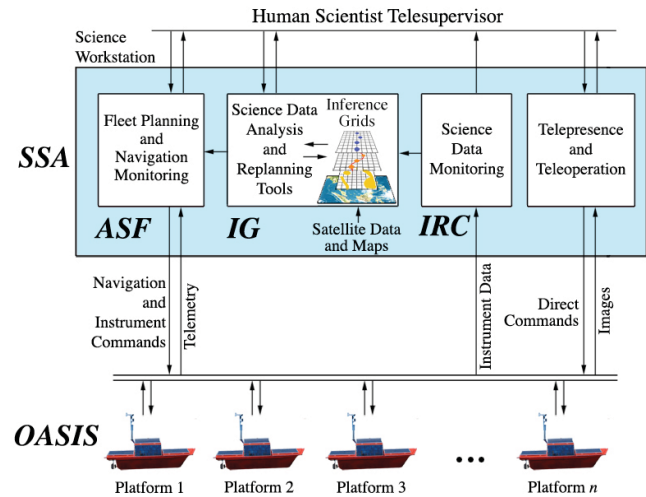 Human Scientist Telesupervisor
Science
Workstation
SSA
Fleet Planning
and
Navigation
Monitoring
ASF
Science Data
Analysis
and
Replanning
Tools
Inference
Grids
IG
Satellite Data
and Maps
Science
Data
Monitoring
IRC
Telepresence
and
Teleoperation
Navigation
and
Instrument
Commands
Telemetry
Instrument Data
Direct
Commands
Images
OASIS
Platform 1
Platform 2
Platform 3
Platform n